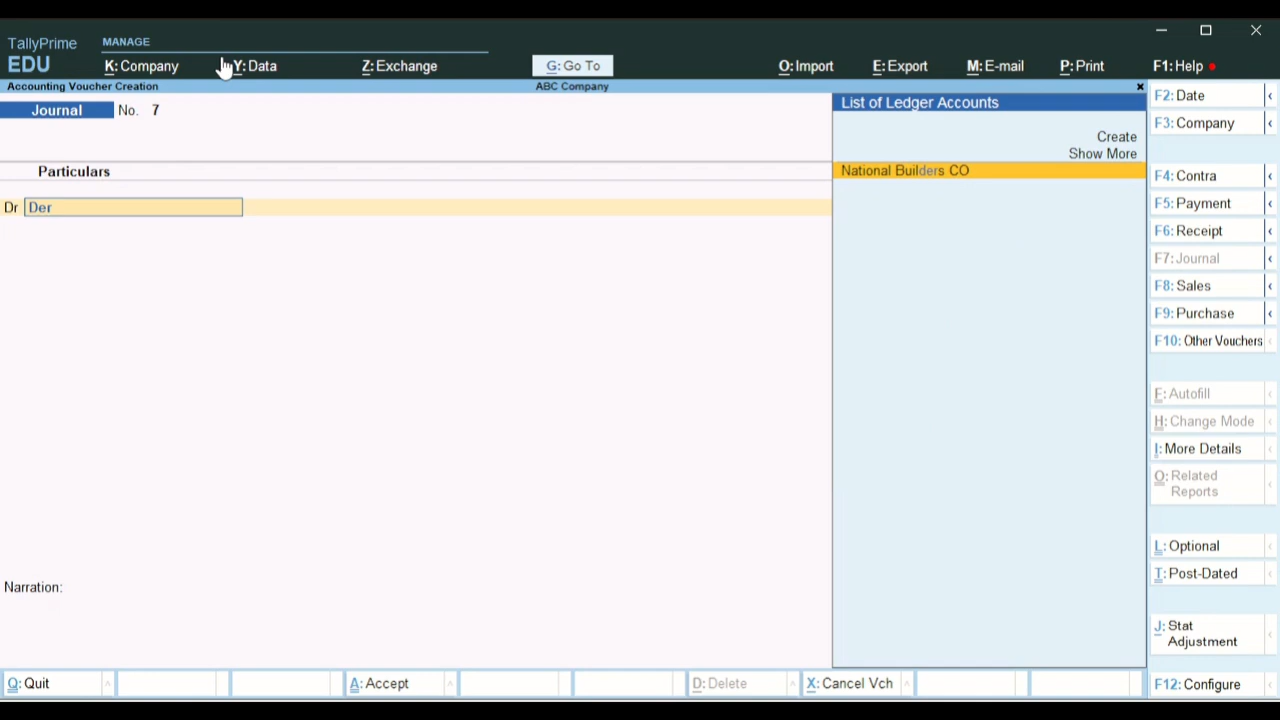 TallyPrime
EDU
MANAGE
K: Company
Y: Data
Z: Exchange
G: Go To
O: Import
E: Export
M: E-mail
P: Print
F1: Help
Accounting Voucher Creation
ABC Company
Journal No. 7
Particulars
Dr Der
Narration:
List of Ledger Accounts
Create
Show More
National Builders CO
F2: Date
F3: Company
F4: Contra
F5: Payment
F6: Receipt
F7: Journal
F8: Sales
F9: Purchase
F10: Other Vouchers
F: Autofill
H: Change Mode
I: More Details
O: Related
Reports
L: Optional
T: Post-Dated
J: Stat
Adjustment
F12: Configure
Q: Quit
A: Accept
D: Delete
X: Cancel Vch